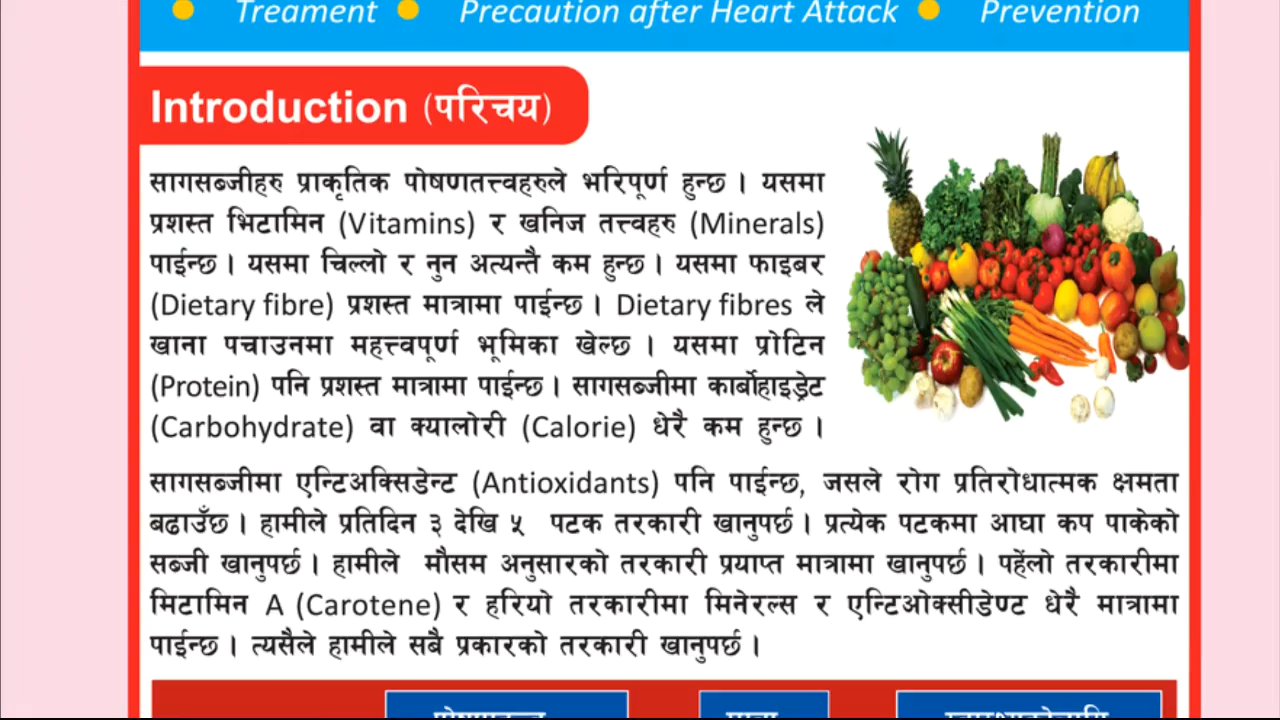 Treament Precaution after Heart Attack Prevention
Introduction (परिचय)
सागसब्जीहरु प्राकृतिक पोषणतत्त्वहरुले भरिपूर्ण हुन्छ । यसमा
प्रशस्त भिटामिन (Vitamins) र खनिज तत्त्वहरु (Minerals)
पाईन्छ । यसमा चिल्लो र नुन अत्यन्तै कम हुन्छ । यसमा फाइबर
(Dietary fibre) प्रशस्त मात्रामा पाईन्छ । Dietary fibres ले
खाना पचाउनमा महत्त्वपूर्ण भूमिका खेल्छ । यसमा प्रोटिन
(Protein) पनि प्रशस्त मात्रामा पाईन्छ । सागसब्जीमा कार्बोहाइड्रेट
(Carbohydrate) वा क्यालोरी (Calorie) धेरै कम हुन्छ ।
सागसब्जीमा एन्टिअक्सिडेन्ट (Antioxidants) पनि पाईन्छ, जसले रोग प्रतिरोधात्मक क्षमता
बढाउँछ । हामीले प्रतिदिन ३ देखि ५ पटक तरकारी खानुपर्छ । प्रत्येक पटकमा आघा कप पाकेको
सब्जी खानुपर्छ । हामीले मौसम अनुसारको तरकारी प्रयाप्त मात्रामा खानुपर्छ । पहेंलो तरकारीमा
मिटामिन A (Carotene) र हरियो तरकारीमा मिनेरल्स र एन्टिओक्सीडेण्ट धेरै मात्रामा
पाईन्छ । त्यसैले हामीले सबै प्रकारको तरकारी खानुपर्छ ।